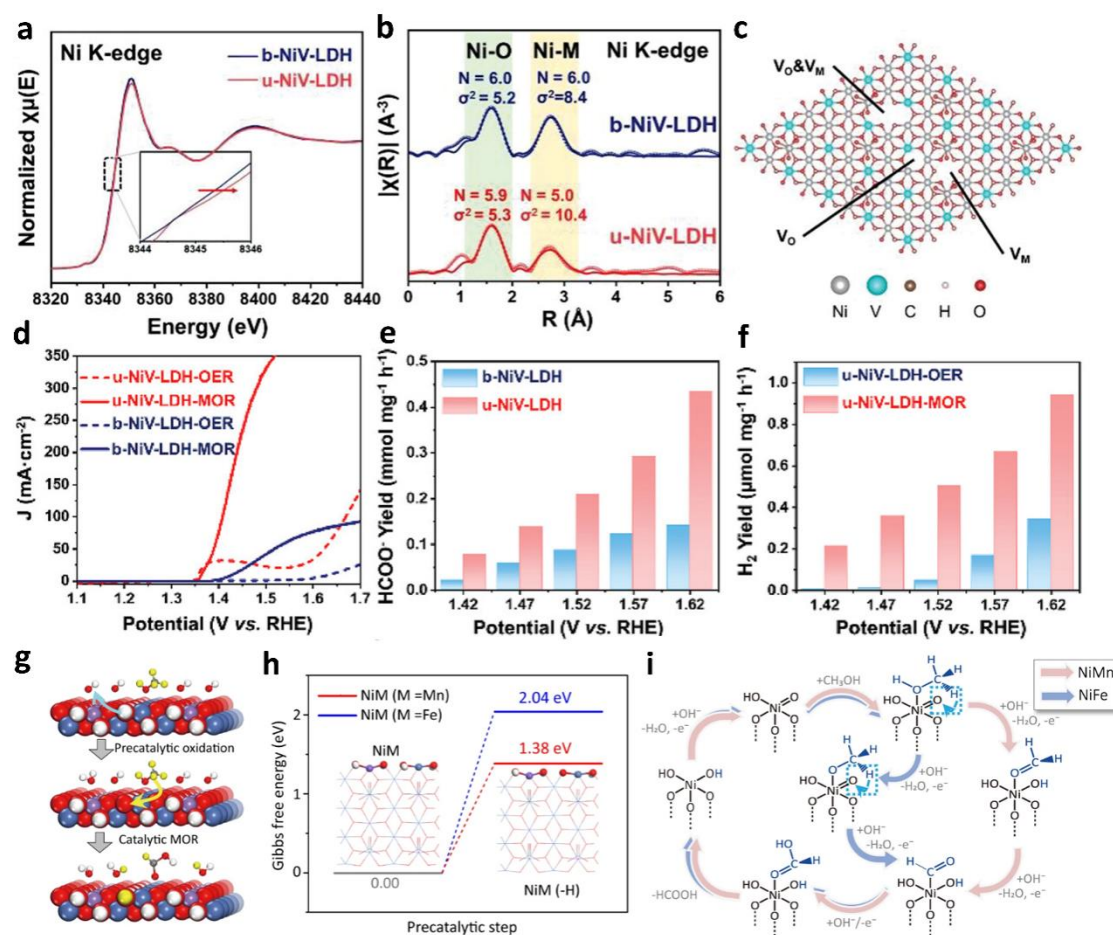 a
Ni K-edge
b-NiV-LDH
u-NiV-LDH
8344 8345 8346
Normalized χμ(E)
8320 8340 8360 8380 8400 8420 8440
Energy (eV)
b
Ni-O Ni-M Ni K-edge
N = 6.0 N = 6.0
σ² = 5.2 σ²=8.4
b-NiV-LDH
N = 5.9 N = 5.0
σ² = 5.3 σ² = 10.4
u-NiV-LDH
|χ(R)| (A⁻³)
0 1 2 3 4 5 6
R (Å)
c
V_O&V_M
V_O
V_M
Ni V C H O
d
350
300
250
200
150
100
50
0
u-NiV-LDH-OER
u-NiV-LDH-MOR
b-NiV-LDH-OER
b-NiV-LDH-MOR
J (mA·cm⁻²)
1.1 1.2 1.3 1.4 1.5 1.6 1.7
Potential (V vs. RHE)
e
0.5
0.4
0.3
0.2
0.1
0.0
b-NiV-LDH
u-NiV-LDH
HCOO⁻ Yield (mmol mg⁻¹ h⁻¹)
1.42 1.47 1.52 1.57 1.62
Potential (V vs. RHE)
f
1.0
0.8
0.6
0.4
0.2
0.0
u-NiV-LDH-OER
u-NiV-LDH-MOR
H₂ Yield (μmol mg⁻¹ h⁻¹)
1.42 1.47 1.52 1.57 1.62
Potential (V vs. RHE)
g
Precatalytic oxidation
Catalytic MOR
h
NiM (M =Mn)
NiM (M =Fe)
2.04 eV
1.38 eV
NiM
0.00
NiM (-H)
2
1
0
Gibbs free energy (eV)
Precatalytic step
i
NiMn
NiFe
+CH₃OH
+OH⁻
-H₂O, -e⁻
+OH⁻
-H₂O, -e⁻
+OH⁻
-H₂O, -e⁻
+OH⁻
-H₂O, -e⁻
+OH⁻
-H₂O, -e⁻
+OH⁻/-e⁻
-HCOOH